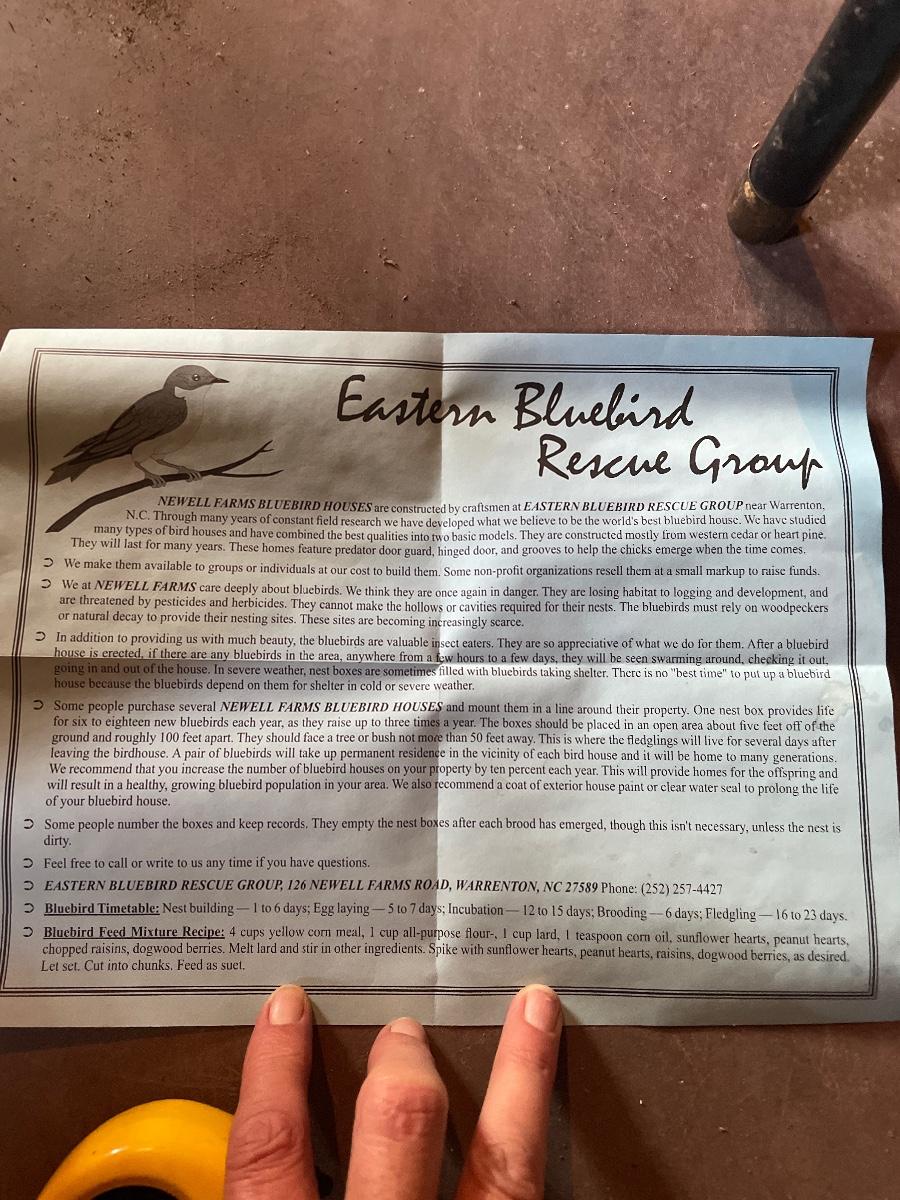 Eastern Bluebird
Rescue Group
NEWELL FARMS BLUEBIRD HOUSES are constructed by craftsmen at EASTERN BLUEBIRD RESCUE GROUP near Warrenton,
N.C. Through many years of constant field research we have developed what we believe to be the world's best bluebird house. We have studied
many types of bird houses and have combined the best qualities into two basic models. They are constructed mostly from western cedar or heart pine.
They will last for many years. These homes feature predator door guard, hinged door, and grooves to help the chicks emerge when the time comes.
⊃ We make them available to groups or individuals at our cost to build them. Some non-profit organizations resell them at a small markup to raise funds.
⊃ We at NEWELL FARMS care deeply about bluebirds. We think they are once again in danger. They are losing habitat to logging and development, and
are threatened by pesticides and herbicides. They cannot make the hollows or cavities required for their nests. The bluebirds must rely on woodpeckers
or natural decay to provide their nesting sites. These sites are becoming increasingly scarce.
⊃ In addition to providing us with much beauty, the bluebirds are valuable insect eaters. They are so appreciative of what we do for them. After a bluebird
house is erected, if there are any bluebirds in the area, anywhere from a few hours to a few days, they will be seen swarming around, checking it out,
going in and out of the house. In severe weather, nest boxes are sometimes filled with bluebirds taking shelter. There is no "best time" to put up a bluebird
house because the bluebirds depend on them for shelter in cold or severe weather.
⊃ Some people purchase several NEWELL FARMS BLUEBIRD HOUSES and mount them in a line around their property. One nest box provides life
for six to eighteen new bluebirds each year, as they raise up to three times a year. The boxes should be placed in an open area about five feet off of the
ground and roughly 100 feet apart. They should face a tree or bush not more than 50 feet away. This is where the fledglings will live for several days after
leaving the birdhouse. A pair of bluebirds will take up permanent residence in the vicinity of each bird house and it will be home to many generations.
We recommend that you increase the number of bluebird houses on your property by ten percent each year. This will provide homes for the offspring and
will result in a healthy, growing bluebird population in your area. We also recommend a coat of exterior house paint or clear water seal to prolong the life
of your bluebird house.
⊃ Some people number the boxes and keep records. They empty the nest boxes after each brood has emerged, though this isn't necessary, unless the nest is
dirty.
⊃ Feel free to call or write to us any time if you have questions.
⊃ EASTERN BLUEBIRD RESCUE GROUP, 126 NEWELL FARMS ROAD, WARRENTON, NC 27589 Phone: (252) 257-4427
⊃ Bluebird Timetable: Nest building — 1 to 6 days; Egg laying — 5 to 7 days; Incubation — 12 to 15 days; Brooding — 6 days; Fledgling — 16 to 23 days.
⊃ Bluebird Feed Mixture Recipe: 4 cups yellow corn meal, 1 cup all-purpose flour-, 1 cup lard, 1 teaspoon corn oil, sunflower hearts, peanut hearts,
chopped raisins, dogwood berries. Melt lard and stir in other ingredients. Spike with sunflower hearts, peanut hearts, raisins, dogwood berries, as desired.
Let set. Cut into chunks. Feed as suet.